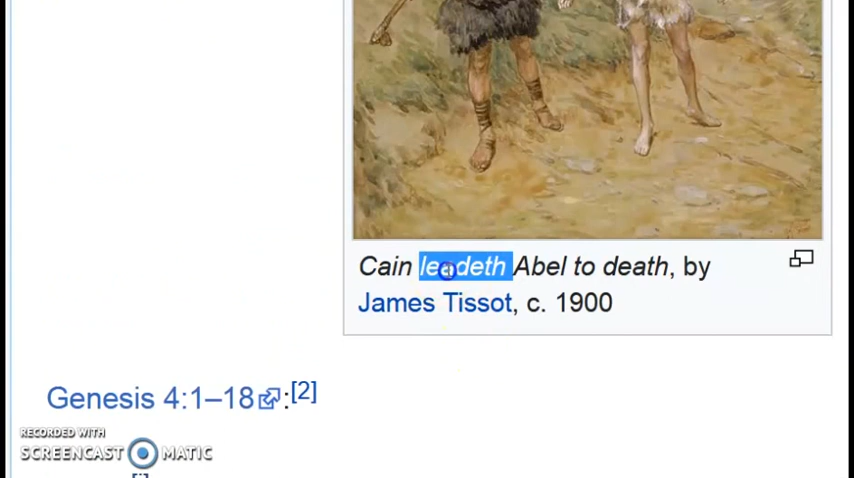 Cain leadeth Abel to death, by
James Tissot, c. 1900
Genesis 4:1–18:[2]
RECORDED WITH
SCREENCAST MATIC